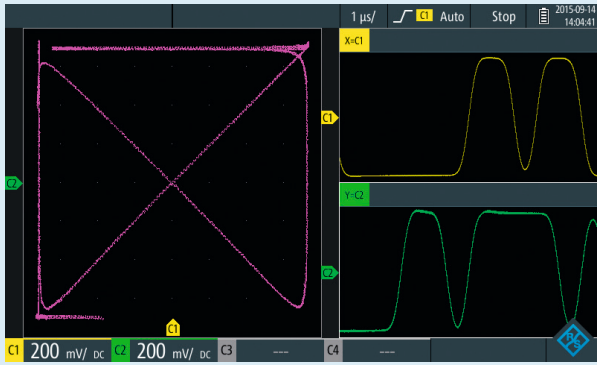 1 µs/ C1 Auto Stop 2015-09-14
14:04:41
X=C1
C1
C2
Y=C2
C2
C1
C1 200 mV/ DC C2 200 mV/ DC C3 --- C4 ---
R&S